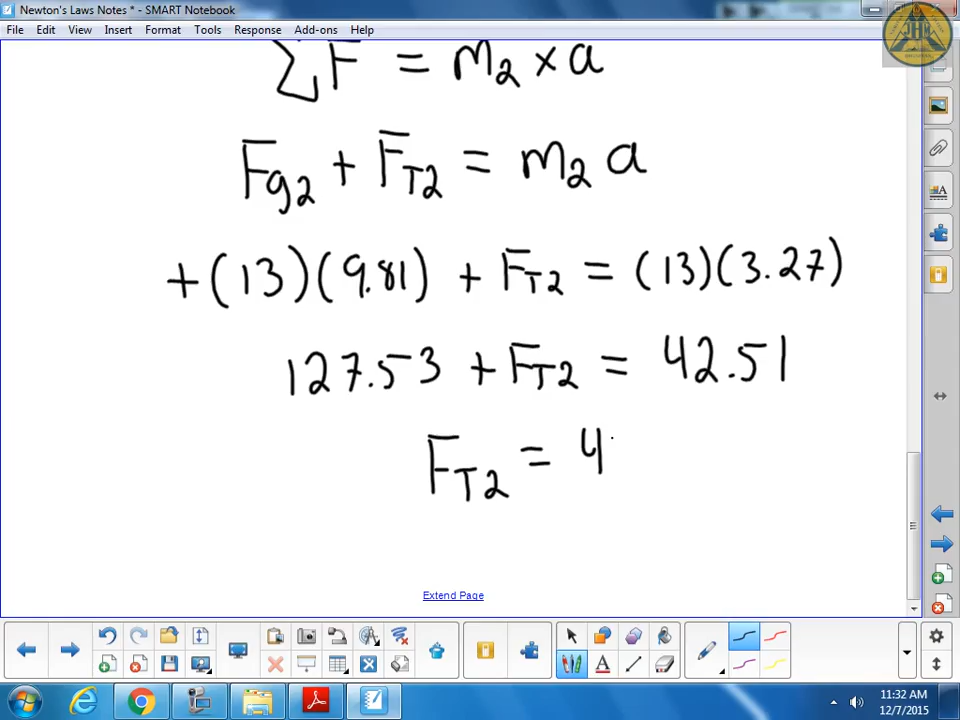 Newton's Laws Notes * - SMART Notebook
File Edit View Insert Format Tools Response Add-ons Help
JHM
∑F = m₂ × a
Fg2 + FT2 = m₂ a
+(13)(9.81) + FT2 = (13)(3.27)
127.53 + FT2 = 42.51
FT2 = 4
Extend Page
11:32 AM
12/7/2015